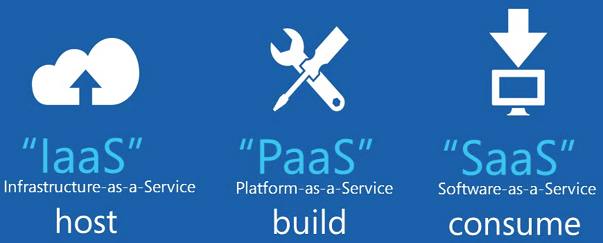 “IaaS” “PaaS” “SaaS”
Infrastructure-as-a-Service Platform-as-a-Service Software-as-a-Service
host build consume